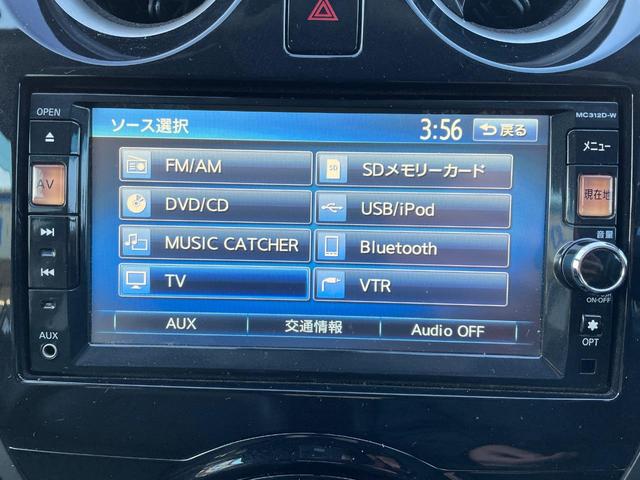 OPEN
MC312D-W
ソース選択
3:56
戻る
メニュー
FM/AM
SD
SDメモリーカード
AV
現在地
DVD/CD
USB/iPod
MUSIC CATCHER
Bluetooth
音量
TV
VTR
ON·OFF
AUX
交通情報
Audio OFF
AUX
OPT